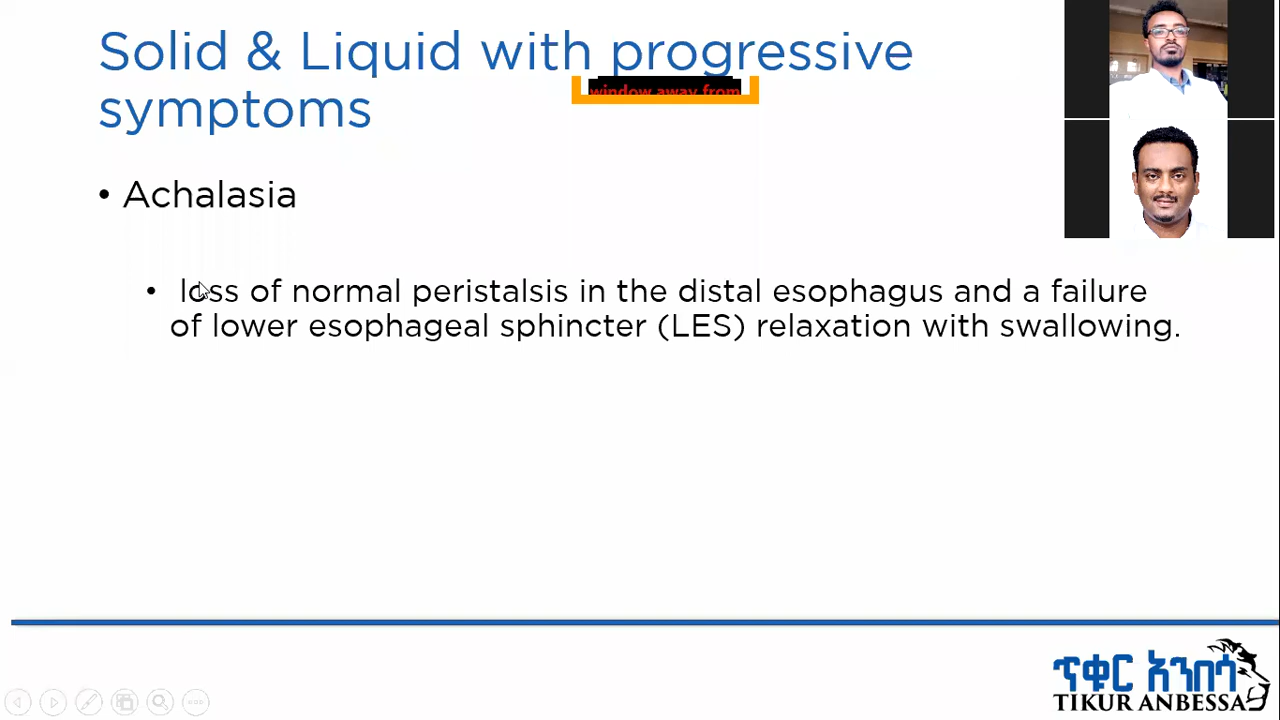 Solid & Liquid with progressive
symptoms
window away from
• Achalasia
• loss of normal peristalsis in the distal esophagus and a failure
of lower esophageal sphincter (LES) relaxation with swallowing.
ጥቁር አንበሳ
TIKUR ANBESSA